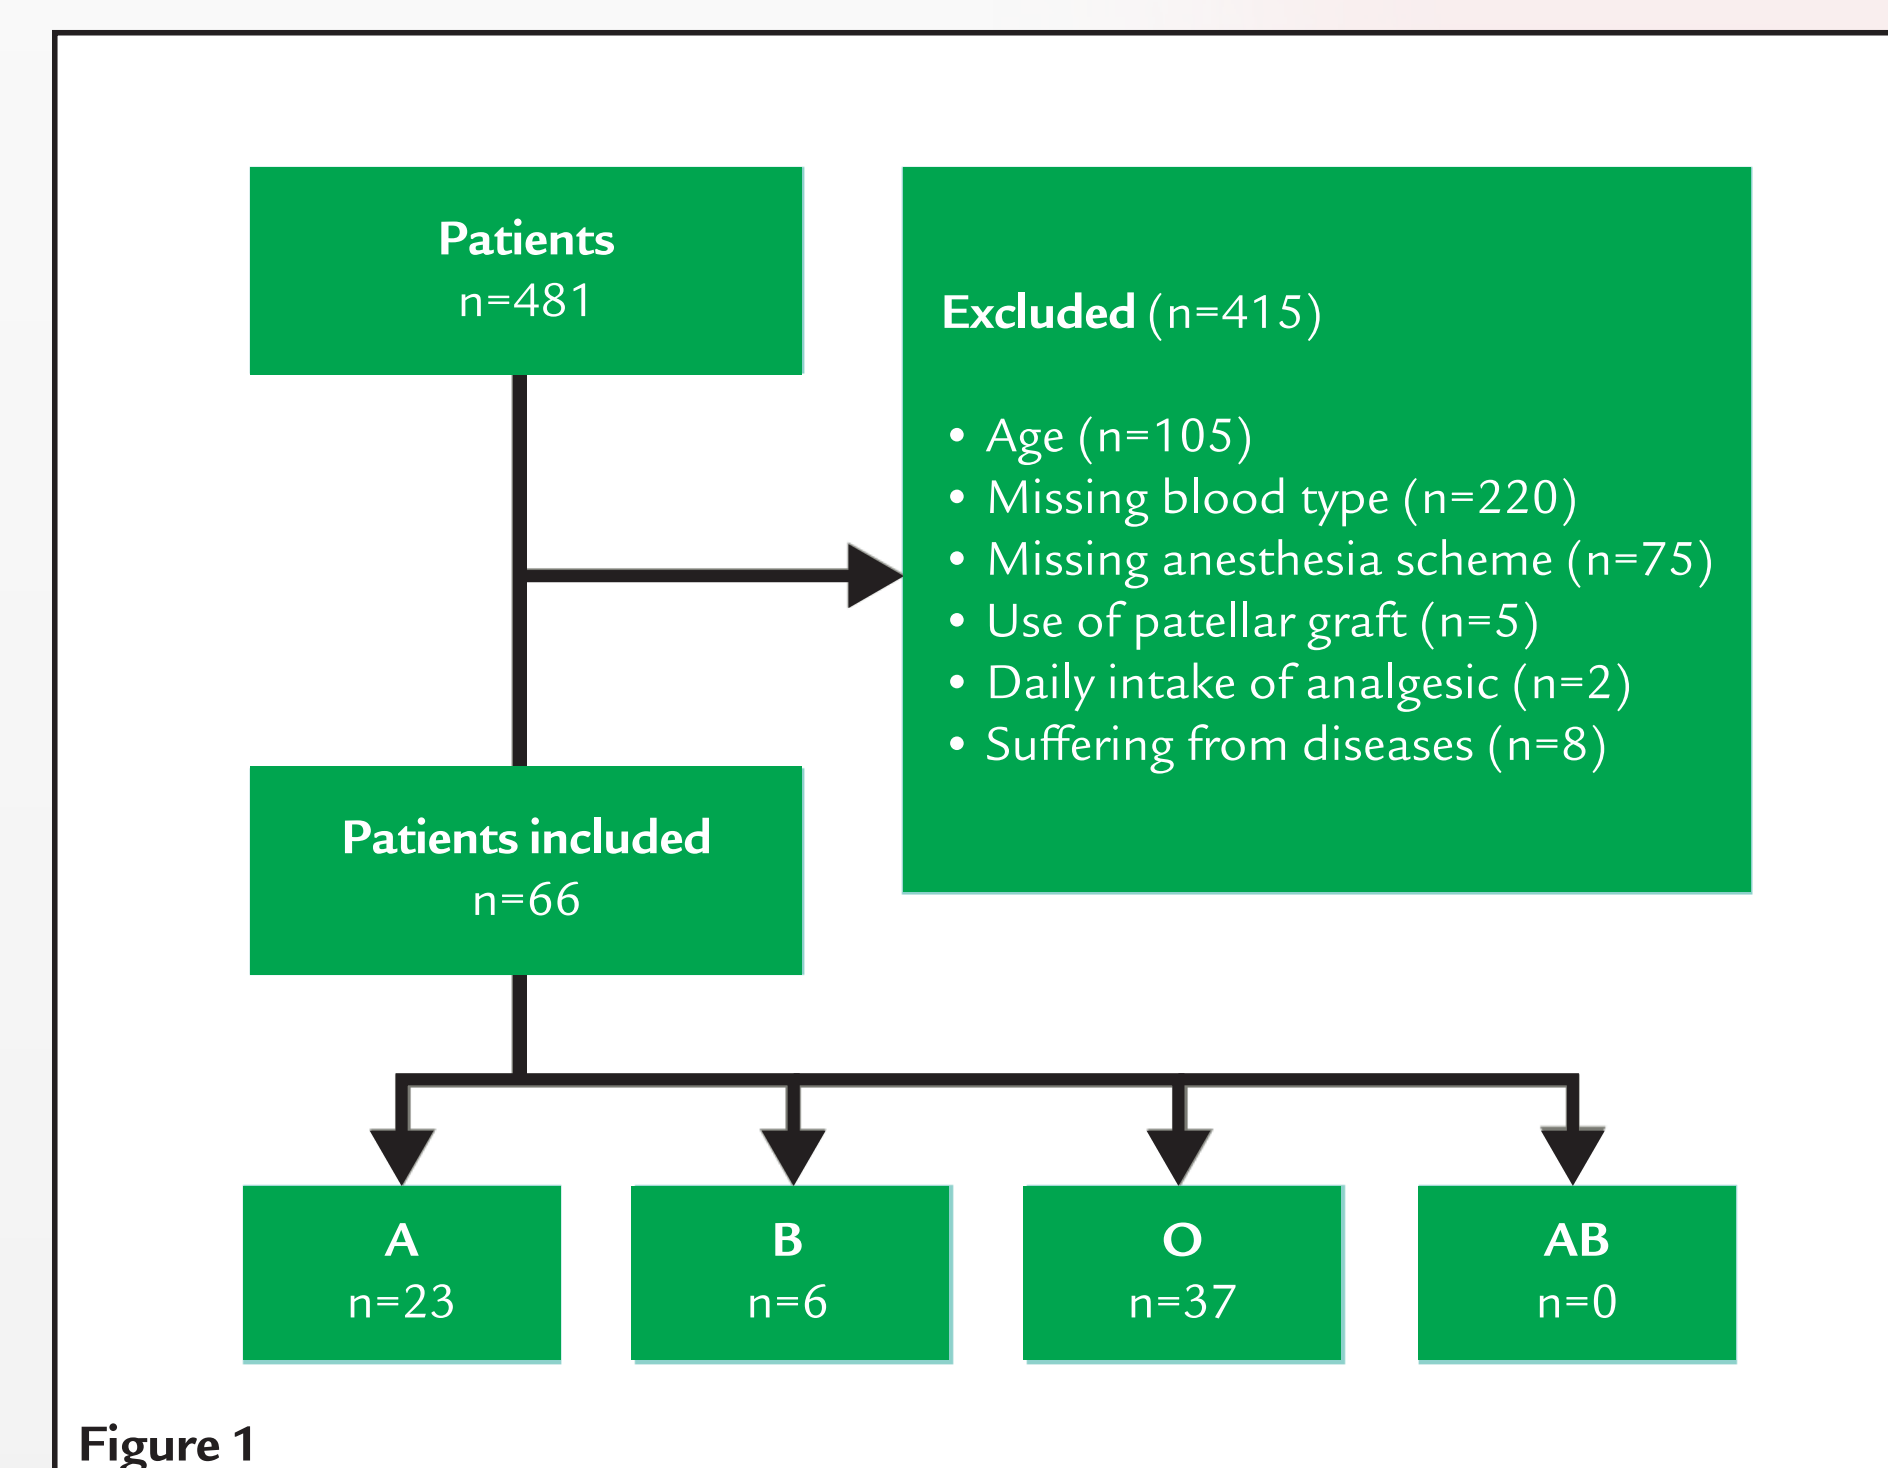 Patients
n=481
Excluded (n=415)
• Age (n=105)
• Missing blood type (n=220)
• Missing anesthesia scheme (n=75)
• Use of patellar graft (n=5)
• Daily intake of analgesic (n=2)
• Suffering from diseases (n=8)
Patients included
n=66
A
n=23
B
n=6
O
n=37
AB
n=0
Figure 1